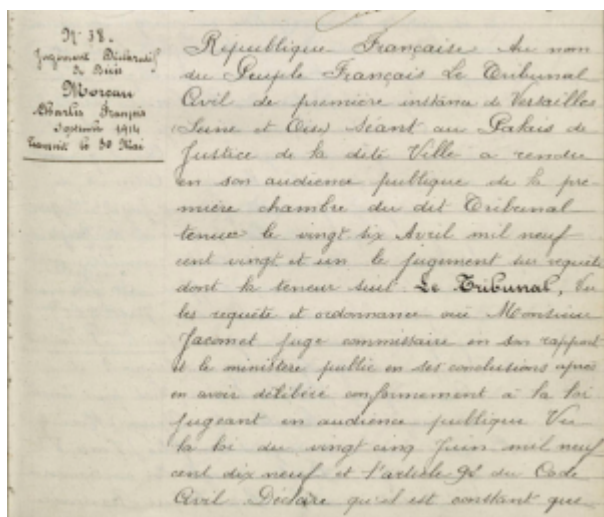 N° 38.
Jugement Déclaratif
de Décès
Moreau
Charles François
Septembre 1914
Transcrit le 30 Mai
République Française Au nom
du Peuple Français Le Tribunal
Civil de première instance de Versailles
(Seine et Oise) Séant au Palais de
Justice de la dite Ville a rendu
en son audience publique de la pre-
mière chambre du dit Tribunal
tenue le vingt six Avril mil neuf
cent vingt et un le jugement sur requête
dont la teneur suit Le Tribunal, Vu
les requête et ordonnance ouï Monsieur
Jacomet juge commissaire en son rapport
et le ministère public en ses conclusions après
en avoir délibéré conformément à la loi
jugeant en audience publique Vu
la loi du vingt cinq Juin mil neuf
cent dix neuf et l'article 92 du Code
Civil Déclare qu'il est constant que